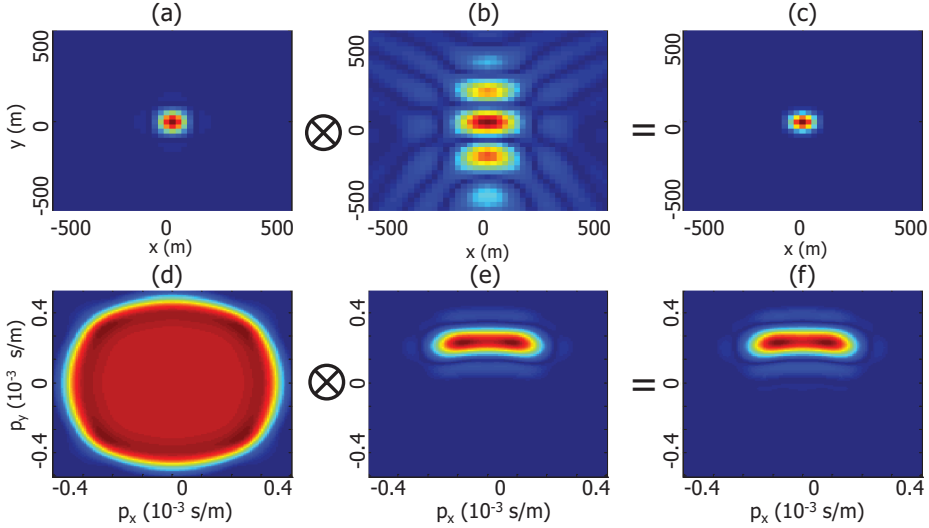 (a) (b) (c)
500 500 500
y (m) 0 0 0
-500 -500 -500
-500 0 500 -500 0 500 -500 0 500
x (m) x (m) x (m)
(d) (e) (f)
0.4 0.4 0.4
p_y (10^-3 s/m) 0 0 0
-0.4 -0.4 -0.4
-0.4 0 0.4 -0.4 0 0.4 -0.4 0 0.4
p_x (10^-3 s/m) p_x (10^-3 s/m) p_x (10^-3 s/m)